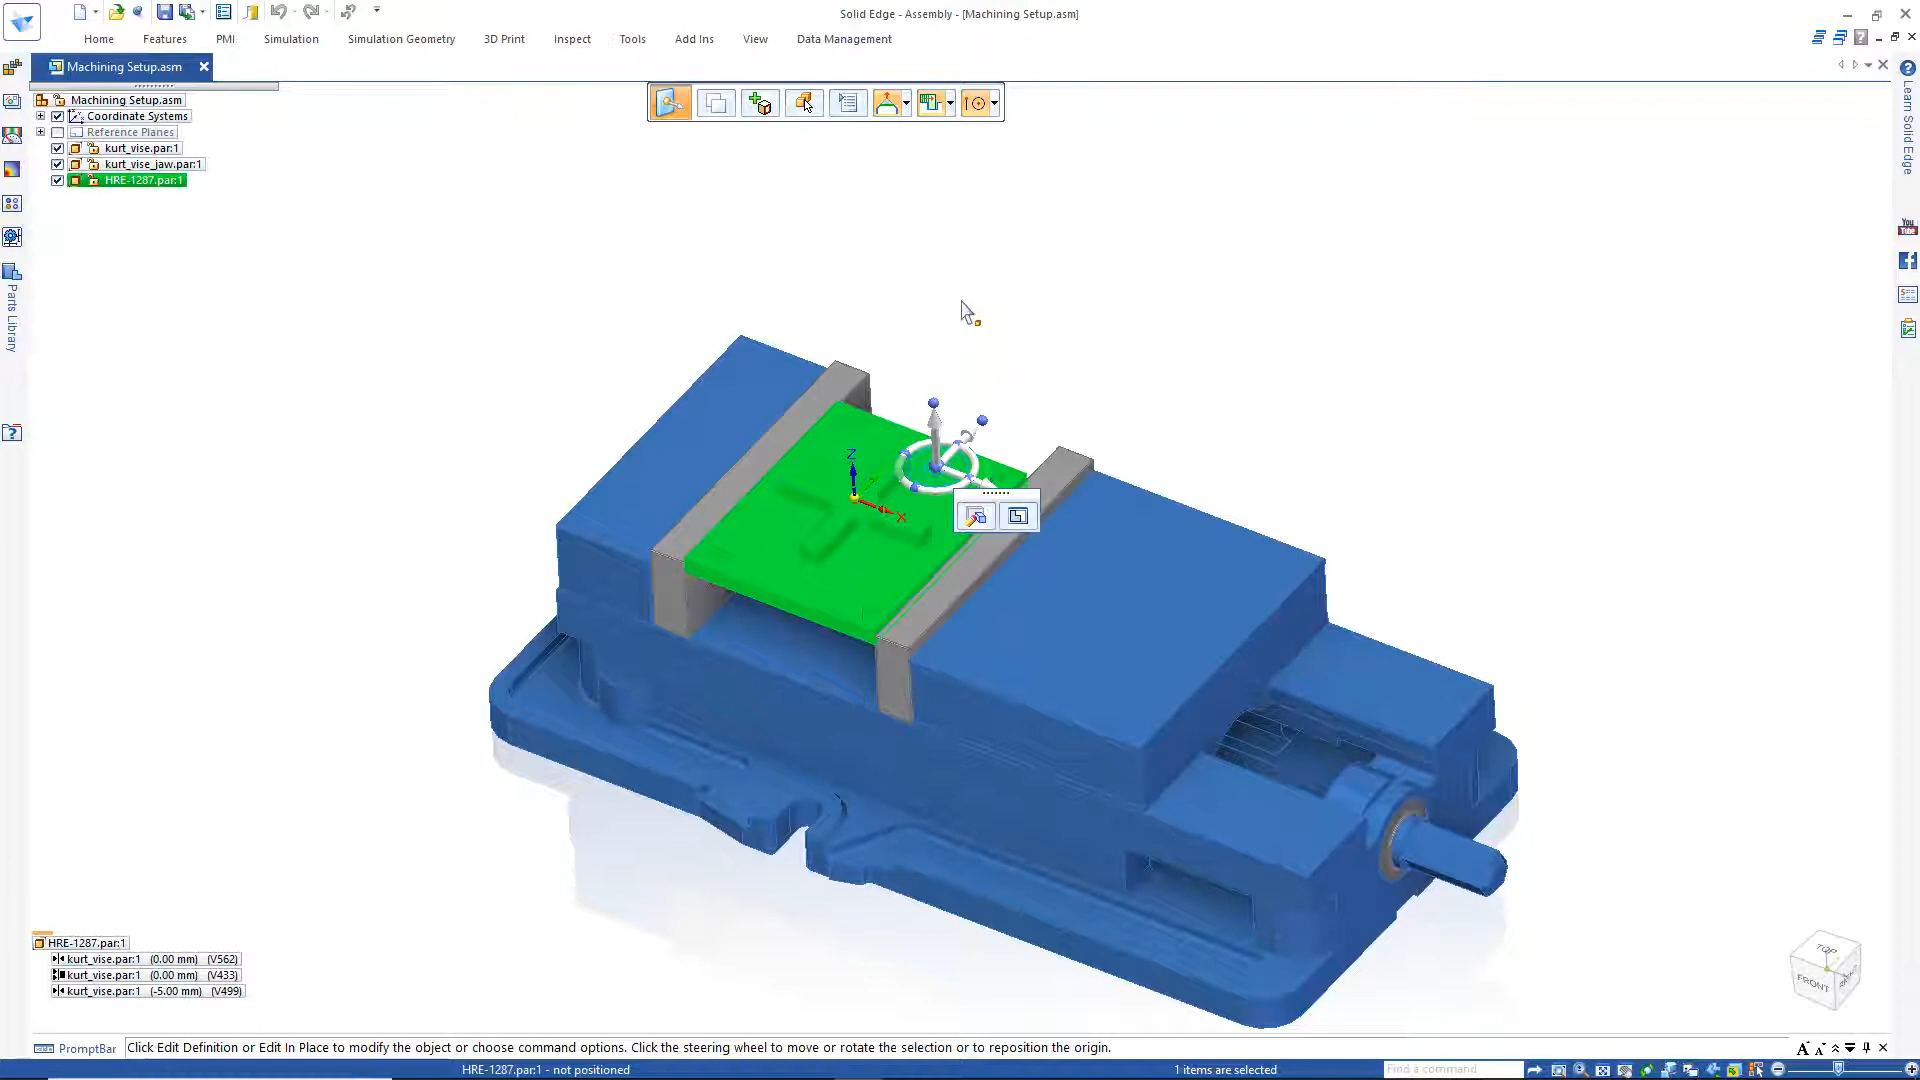 Solid Edge - Assembly - [Machining Setup.asm]
Home
Features
PMI
Simulation
Simulation Geometry
3D Print
Inspect
Tools
Add Ins
View
Data Management
Machining Setup.asm
Machining Setup.asm
Coordinate Systems
Reference Planes
kurt_vise.par:1
kurt_vise_jaw.par:1
HRE-1287.par:1
Parts Library
Learn Solid Edge
You
Tube
Z
X
HRE-1287.par:1
kurt_vise.par:1 (0.00 mm) (V562)
kurt_vise.par:1 (0.00 mm) (V433)
kurt_vise.par:1 (-5.00 mm) (V499)
TOP
FRONT
PromptBar
Click Edit Definition or Edit In Place to modify the object or choose command options. Click the steering wheel to move or rotate the selection or to reposition the origin.
HRE-1287.par:1 - not positioned
1 items are selected
Find a command